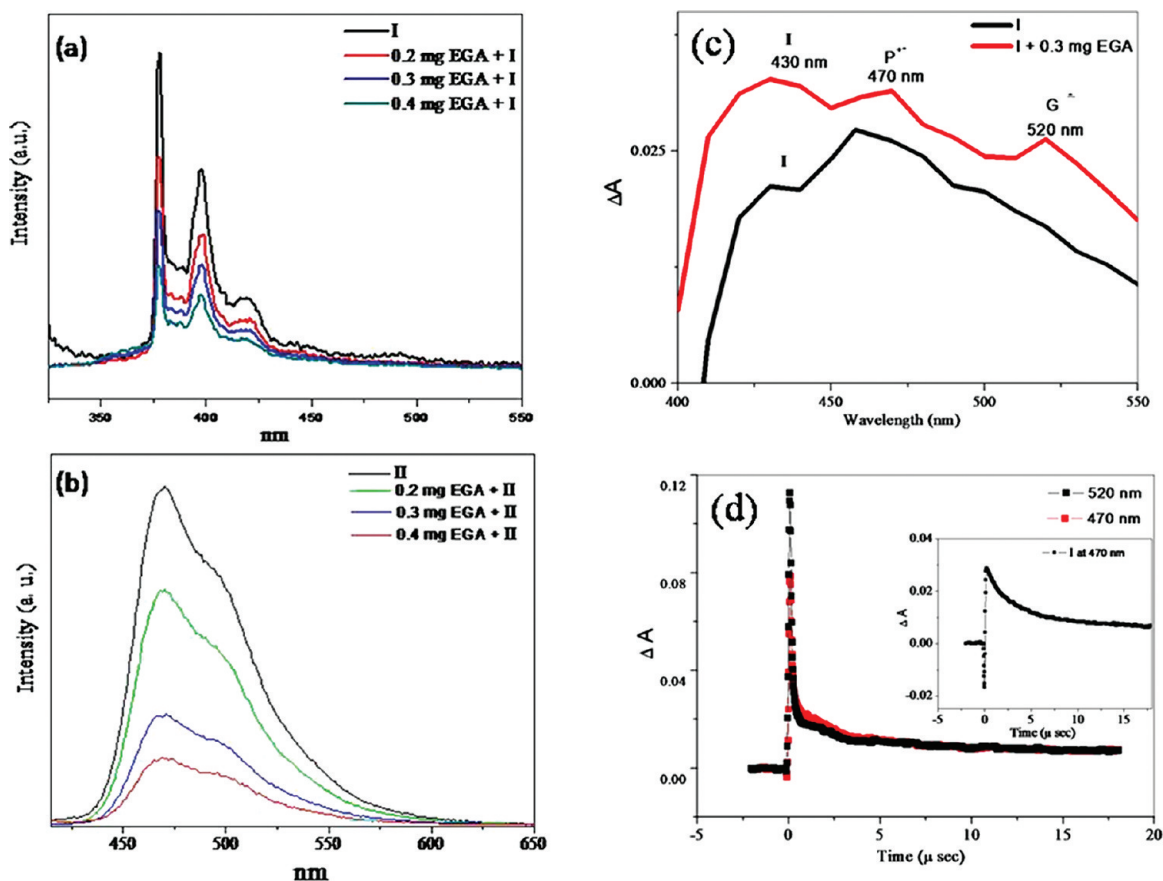 (a)
I
0.2 mg EGA + I
0.3 mg EGA + I
0.4 mg EGA + I
Intensity (a.u.)
350 400 450 500 550
nm
(b)
II
0.2 mg EGA + II
0.3 mg EGA + II
0.4 mg EGA + II
Intensity (a. u.)
450 500 550 600 650
nm
(c)
I
I + 0.3 mg EGA
I
430 nm
P⁺·
470 nm
G
520 nm
I
0.025
0.000
ΔA
400 450 500 550
Wavelength (nm)
(d)
520 nm
470 nm
0.12
0.08
0.04
0.00
Δ A
-5 0 5 10 15 20
Time (μ sec)
I at 470 nm
0.04
0.02
0.00
-0.02
Δ A
-5 0 5 10 15
Time (μ sec)